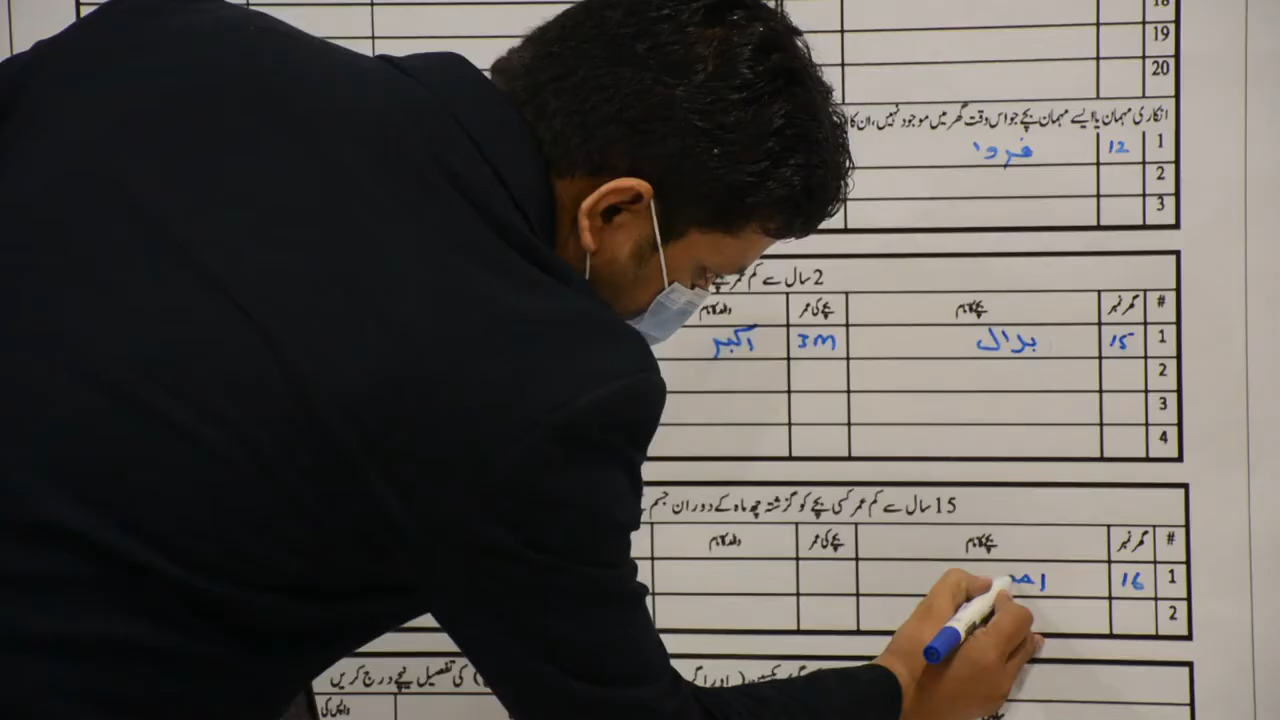 18
19
20
انکاری مہمان یا ایسے مہمان بچے جو اس وقت گھر میں موجود نہیں، ان کا
1 12 فروا
2
3
2 سال سے کم عمر بچے
# گھر نمبر بچے کا نام بچے کی عمر والد کا نام
1 15 بدال 3M اکبر
2
3
4
15 سال سے کم عمر کسی بچے کو گزشتہ چھ ماہ کے دوران جسم
# گھر نمبر بچے کا نام بچے کی عمر والد کا نام
1 16
2
کی تفصیل نیچے درج کریں
واپس کی